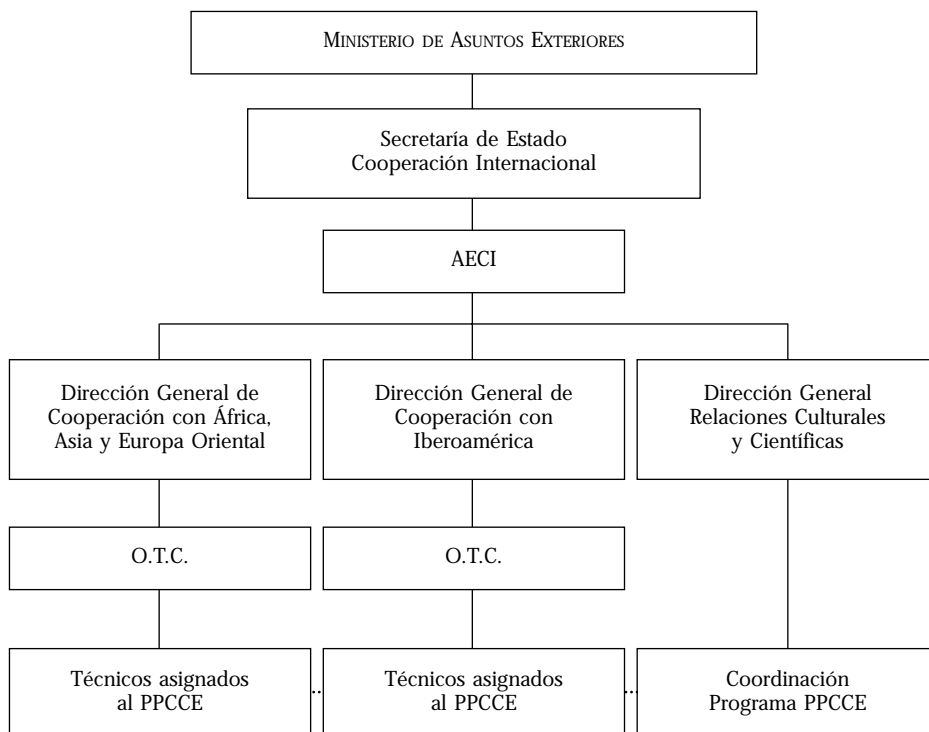 MINISTERIO DE ASUNTOS EXTERIORES
Secretaría de Estado
Cooperación Internacional
AECI
Dirección General de
Cooperación con África,
Asia y Europa Oriental
Dirección General de
Cooperación con
Iberoamérica
Dirección General
Relaciones Culturales
y Científicas
O.T.C.
O.T.C.
Técnicos asignados
al PPCCE
Técnicos asignados
al PPCCE
Coordinación
Programa PPCCE